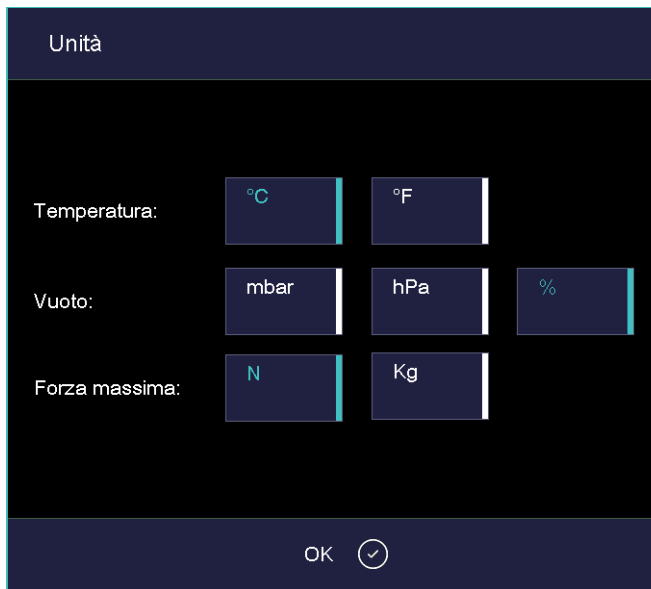 Unità
Temperatura: °C °F
Vuoto: mbar hPa %
Forza massima: N Kg
OK